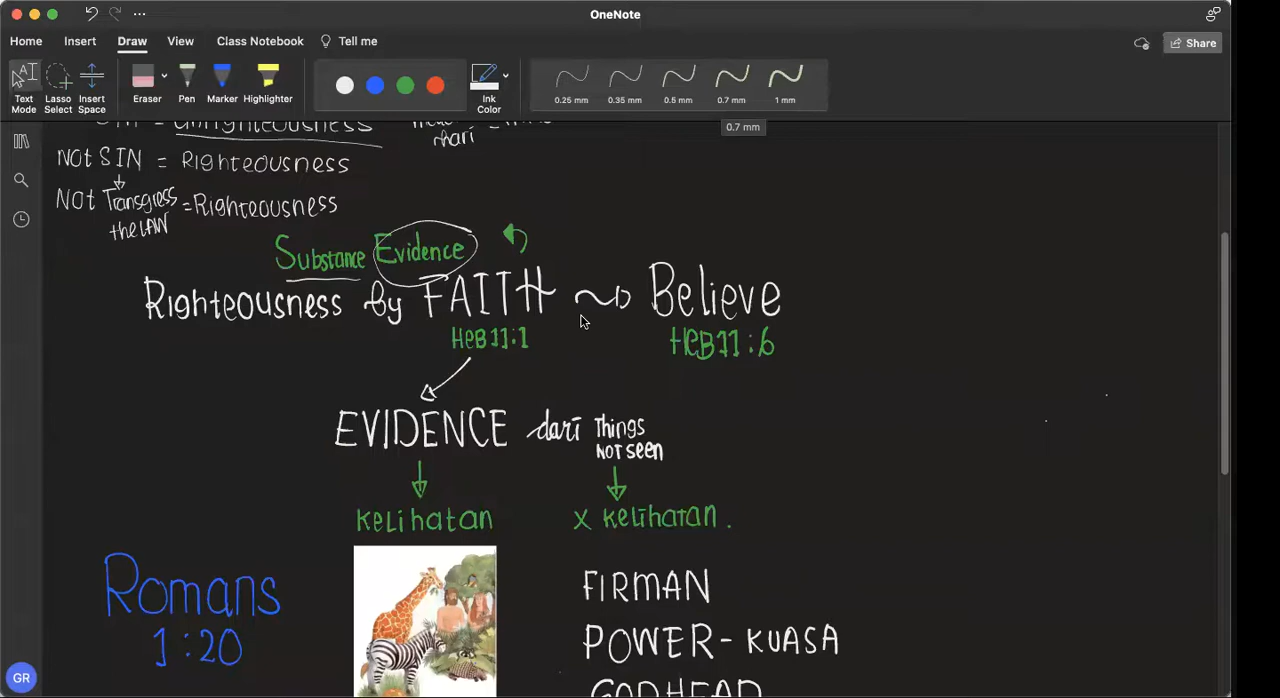 OneNote
Home Insert Draw View Class Notebook Tell me
Share
Text Mode
Lasso Select
Insert Space
Eraser
Pen
Marker
Highlighter
Ink Color
0.25 mm 0.35 mm 0.5 mm 0.7 mm 1 mm
0.7 mm
= unrighteousness
dari
NOT SIN = RIGHTEOUSNESS
NOT Transgress the LAW = RIGHTEOUSNESS
Substance Evidence
Righteousness by FAITH Believe
HEB 11:1 HEB 11:6
EVIDENCE dari Things NOT seen
KELIHATAN X KELIHATAN.
Romans
1:20
FIRMAN
POWER - KUASA
GODHEAD
GR